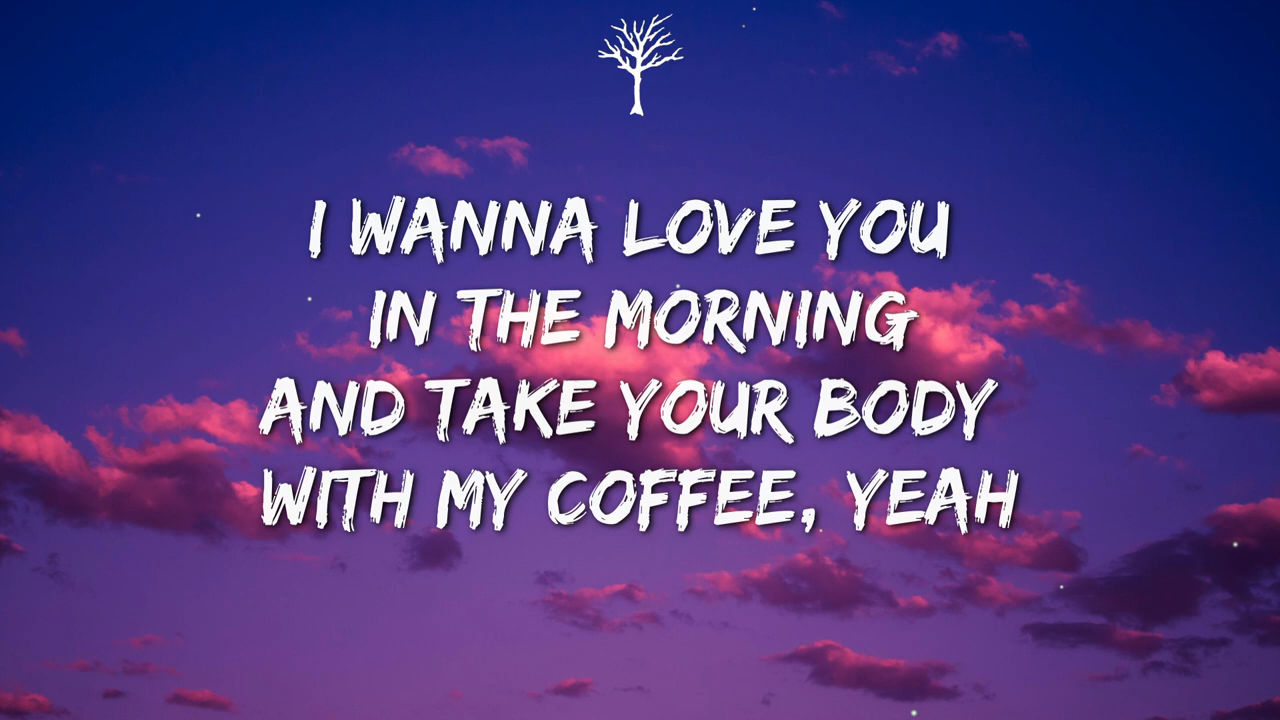 I WANNA LOVE YOU
IN THE MORNING
AND TAKE YOUR BODY
WITH MY COFFEE, YEAH